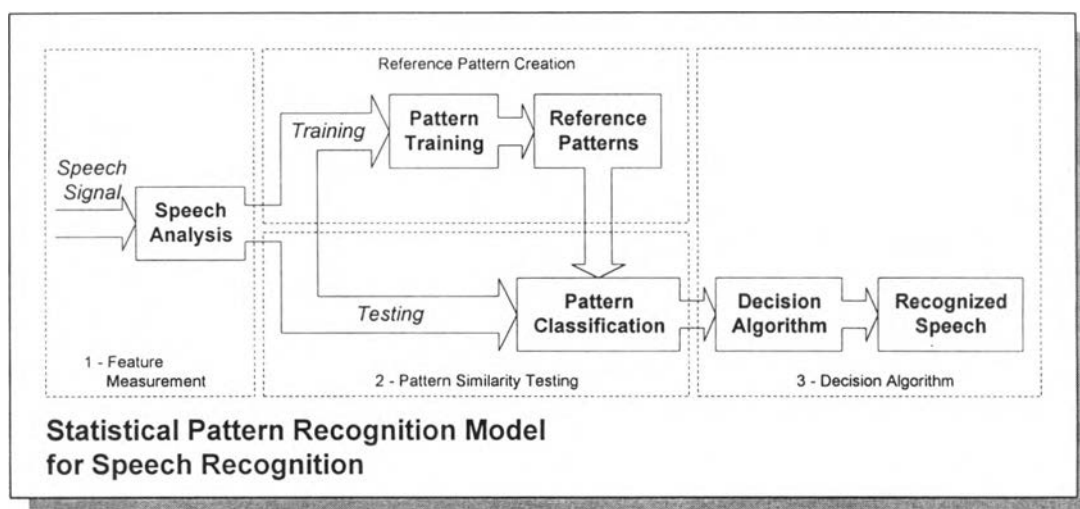 Reference Pattern Creation
Speech
Signal
Speech
Analysis
Training
Pattern
Training
Reference
Patterns
Testing
Pattern
Classification
Decision
Algorithm
Recognized
Speech
1 - Feature
Measurement
2 - Pattern Similarity Testing
3 - Decision Algorithm
Statistical Pattern Recognition Model
for Speech Recognition